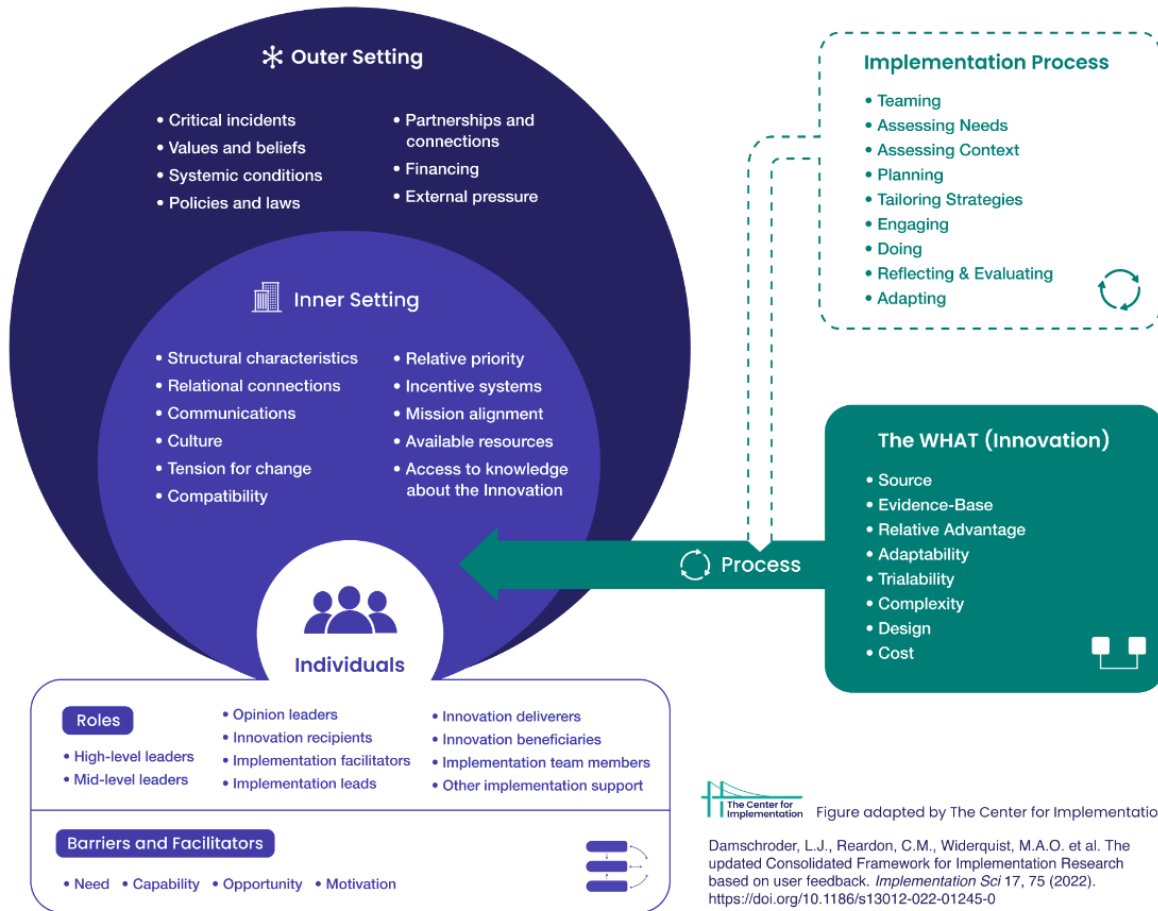 Outer Setting
• Critical incidents
• Values and beliefs
• Systemic conditions
• Policies and laws
• Partnerships and
connections
• Financing
• External pressure
Inner Setting
• Structural characteristics
• Relational connections
• Communications
• Culture
• Tension for change
• Compatibility
• Relative priority
• Incentive systems
• Mission alignment
• Available resources
• Access to knowledge
about the Innovation
Individuals
Roles
• High-level leaders
• Mid-level leaders
• Opinion leaders
• Innovation recipients
• Implementation facilitators
• Implementation leads
• Innovation deliverers
• Innovation beneficiaries
• Implementation team members
• Other implementation support
Barriers and Facilitators
• Need • Capability • Opportunity • Motivation
Implementation Process
• Teaming
• Assessing Needs
• Assessing Context
• Planning
• Tailoring Strategies
• Engaging
• Doing
• Reflecting & Evaluating
• Adapting
Process
The WHAT (Innovation)
• Source
• Evidence-Base
• Relative Advantage
• Adaptability
• Trialability
• Complexity
• Design
• Cost
The Center for
Implementation
Figure adapted by The Center for Implementatio
Damschroder, L.J., Reardon, C.M., Widerquist, M.A.O. et al. The
updated Consolidated Framework for Implementation Research
based on user feedback. Implementation Sci 17, 75 (2022).
https://doi.org/10.1186/s13012-022-01245-0